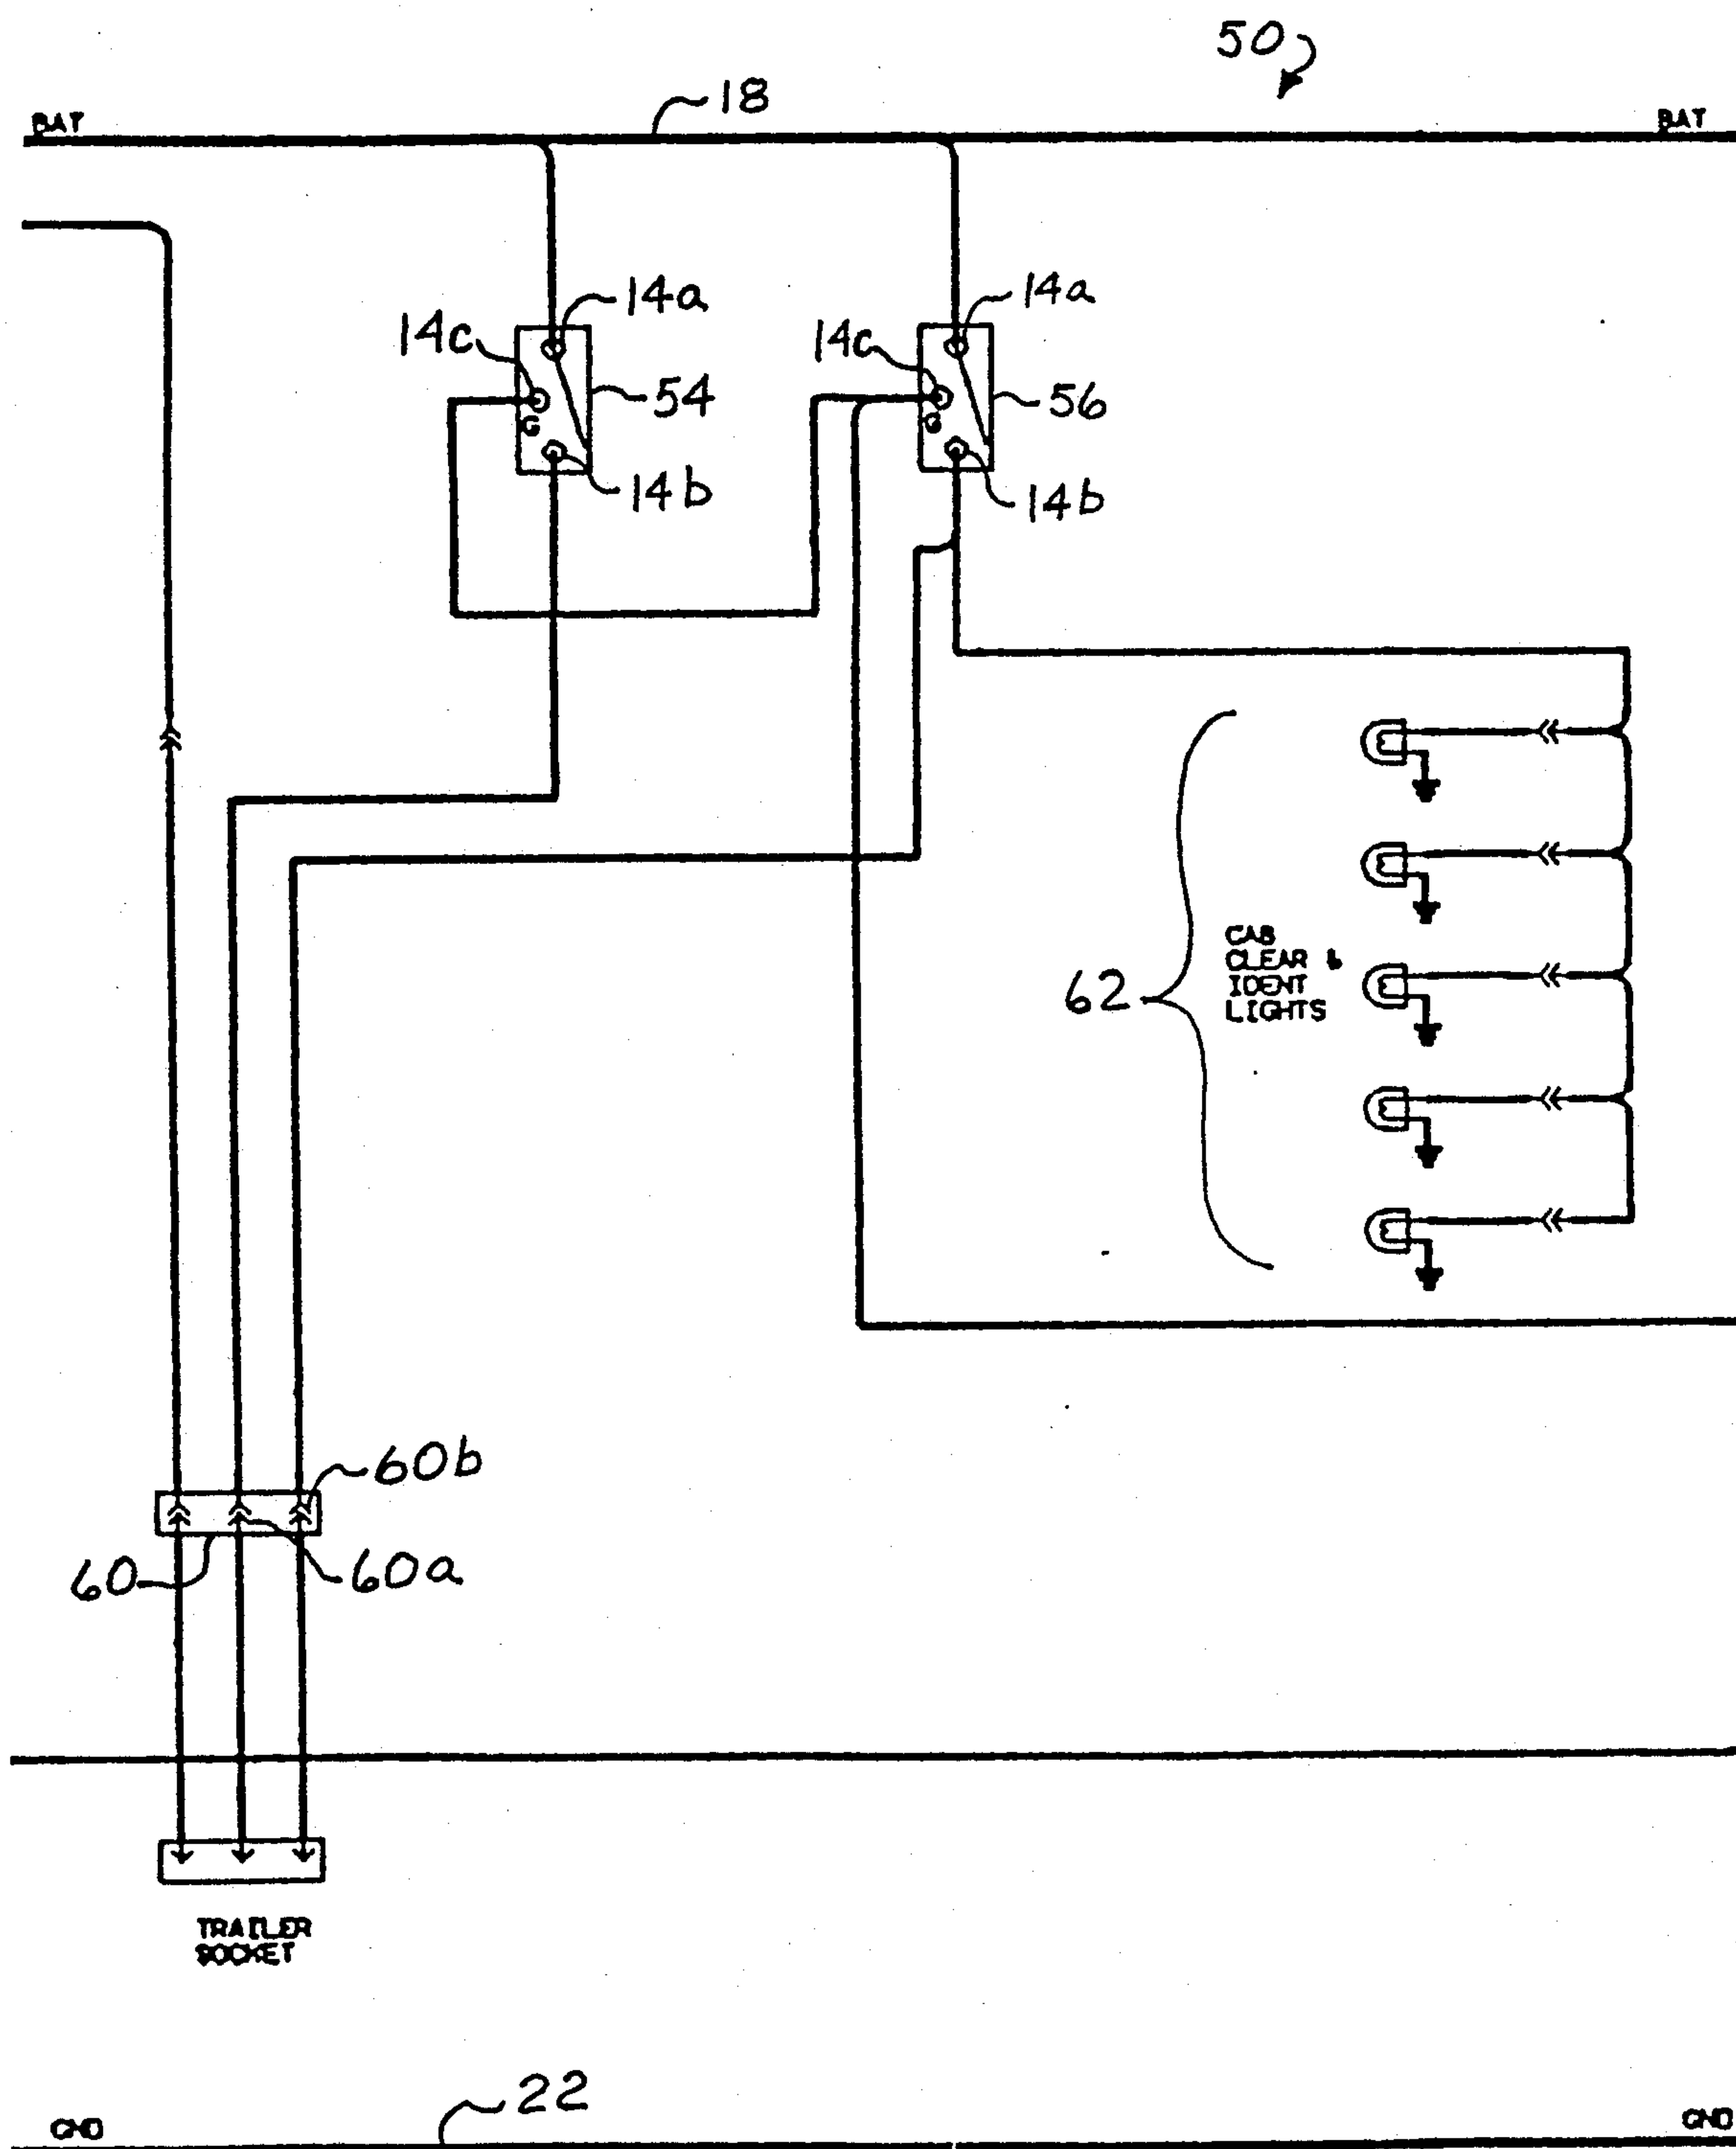 50
18
BAT
BAT
14a
14c
54
G
14b
14a
14c
56
G
14b
62
CAB
CLEAR &
IDENT
LIGHTS
60b
60
60a
TRAILER
SOCKET
22
GND
GND